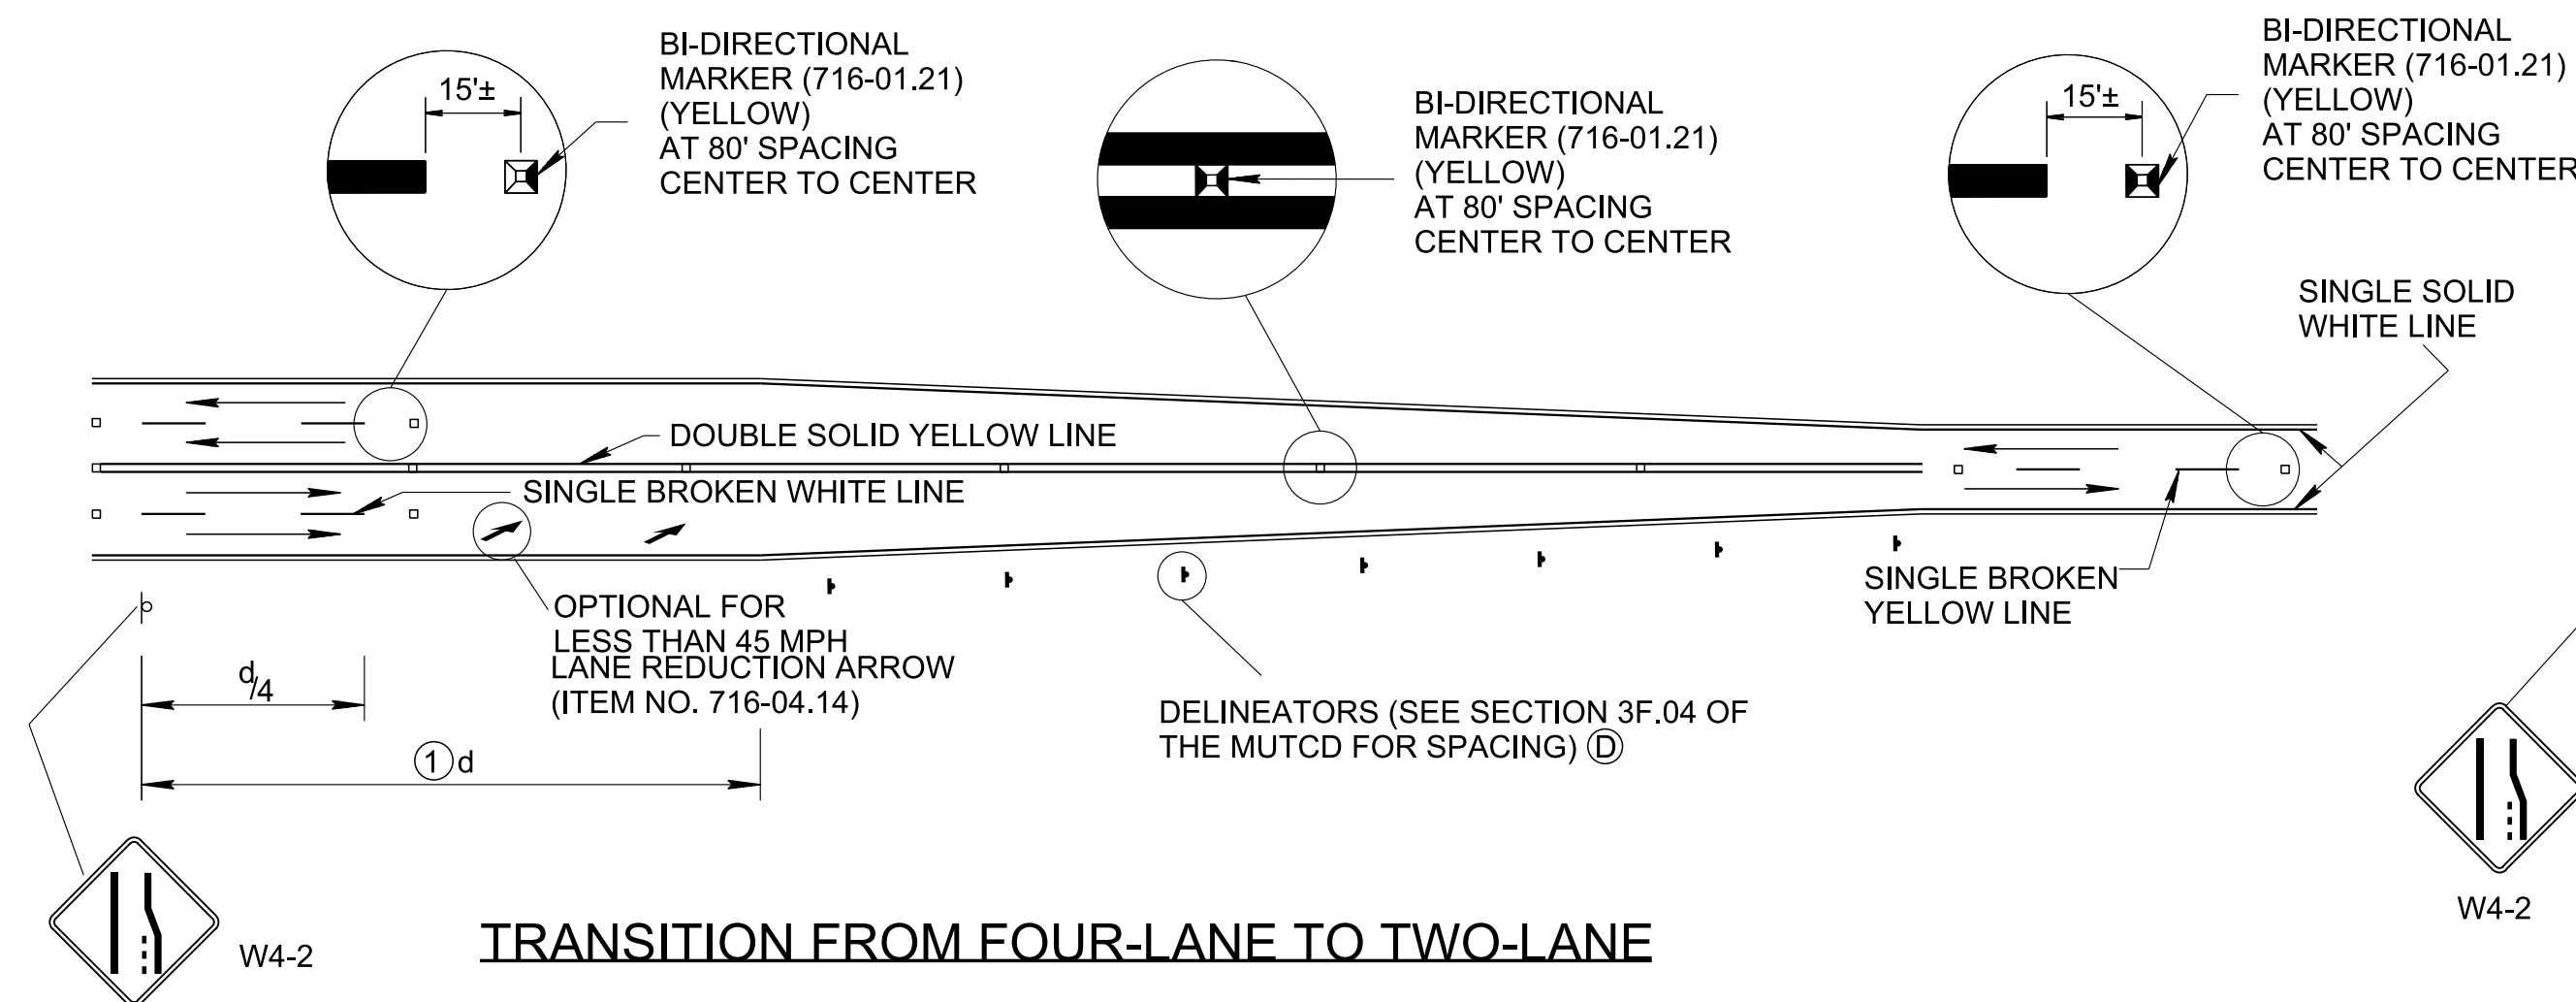 BI-DIRECTIONAL
MARKER (716-01.21)
(YELLOW)
AT 80' SPACING
CENTER TO CENTER
15'±
BI-DIRECTIONAL
MARKER (716-01.21)
(YELLOW)
AT 80' SPACING
CENTER TO CENTER
BI-DIRECTIONAL
MARKER (716-01.21)
(YELLOW)
AT 80' SPACING
CENTER TO CENTER
15'±
SINGLE SOLID
WHITE LINE
DOUBLE SOLID YELLOW LINE
SINGLE BROKEN WHITE LINE
SINGLE BROKEN
YELLOW LINE
OPTIONAL FOR
LESS THAN 45 MPH
LANE REDUCTION ARROW
(ITEM NO. 716-04.14)
d/4
1 d
DELINEATORS (SEE SECTION 3F.04 OF
THE MUTCD FOR SPACING) D
W4-2
W4-2
TRANSITION FROM FOUR-LANE TO TWO-LANE